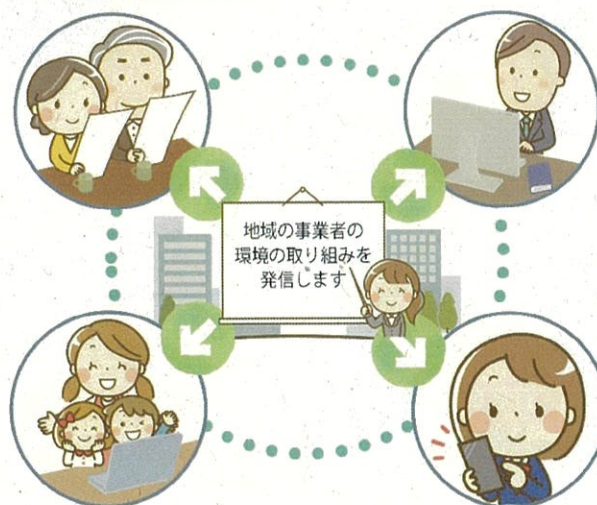 地域の事業者の
環境の取り組みを
発信します